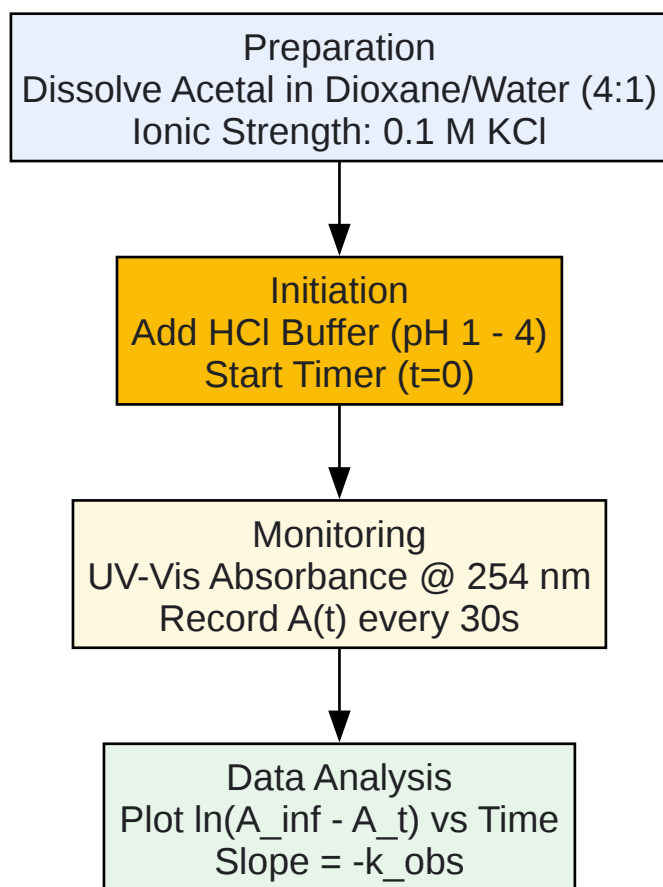 Preparation
Dissolve Acetal in Dioxane/Water (4:1)
Ionic Strength: 0.1 M KCl
Initiation
Add HCl Buffer (pH 1 - 4)
Start Timer (t=0)
Monitoring
UV-Vis Absorbance @ 254 nm
Record A(t) every 30s
Data Analysis
Plot ln(A_inf - A_t) vs Time
Slope = -k_obs